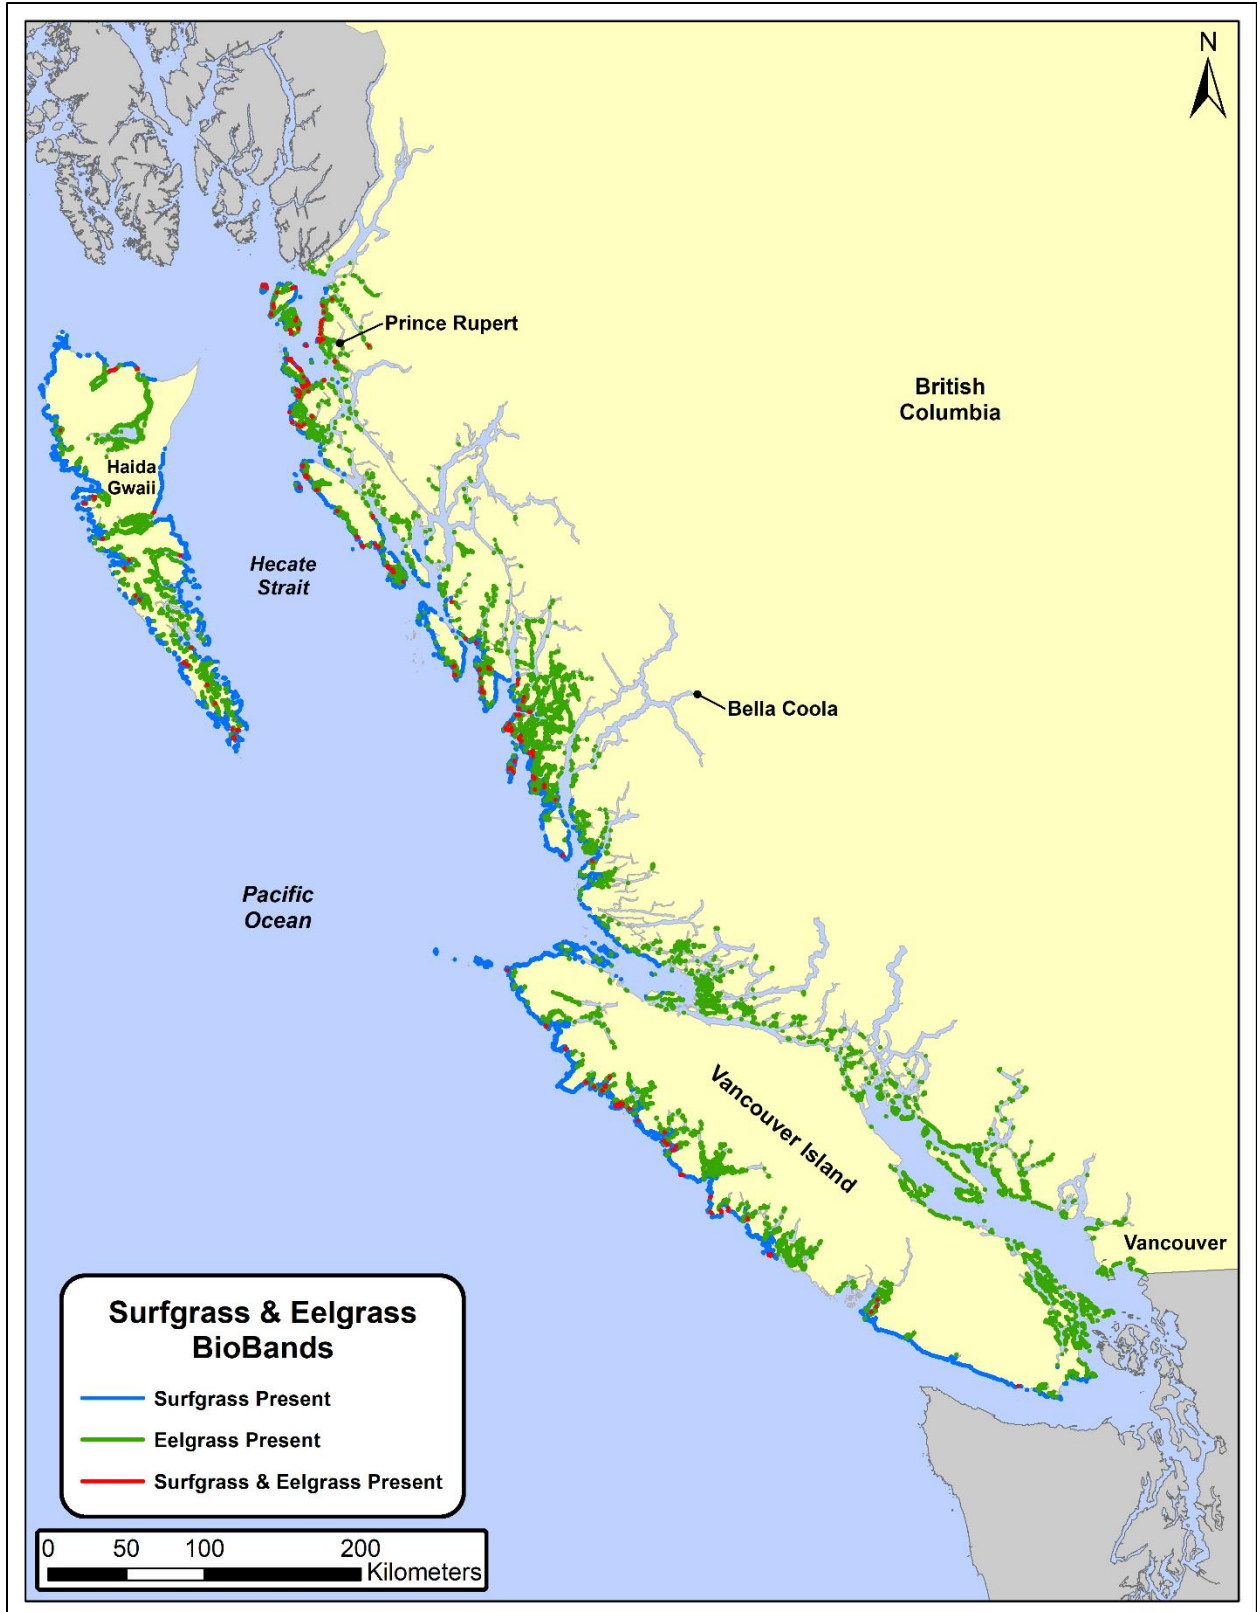 N
Prince Rupert
British
Columbia
Haida
Gwaii
Hecate
Strait
Bella Coola
Pacific
Ocean
Vancouver Island
Vancouver
Surfgrass & Eelgrass
BioBands
Surfgrass Present
Eelgrass Present
Surfgrass & Eelgrass Present
0 50 100 200
Kilometers